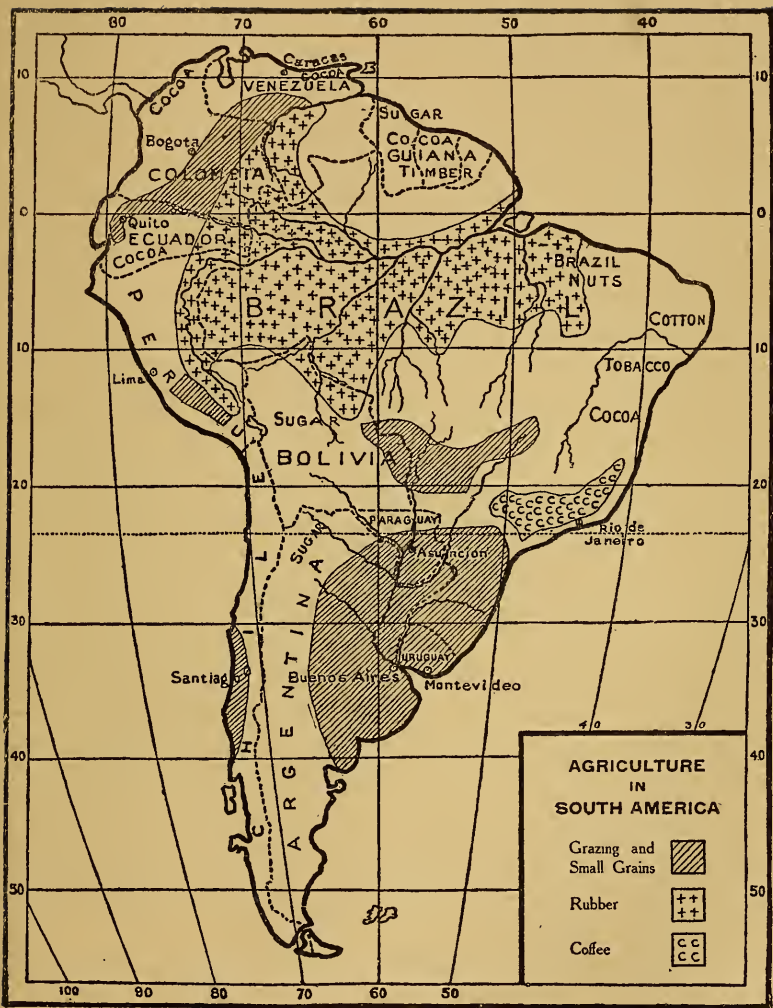 80 70 60 50 40
10 10
Caracas
COCOA
COCOA
VENEZUELA
SUGAR
Bogota
COCOA
GUIANA
TIMBER
COLOMBIA
0 0
Quito
ECUADOR
COCOA
BRAZIL
NUTS
BRAZIL
PERU
COTTON
10 10
TOBACCO
Lima
COCOA
SUGAR
BOLIVIA
20 20
PARAGUAY
Rio de
Janeiro
SUGAR
Asuncion
CHILE
ARGENTINA
30 30
URUGUAY
Santiago
Buenos Aires
Montevideo
40 30
40
AGRICULTURE
IN
SOUTH AMERICA
Grazing and
Small Grains
Rubber
Coffee
50 50
100 90 80 70 60 50